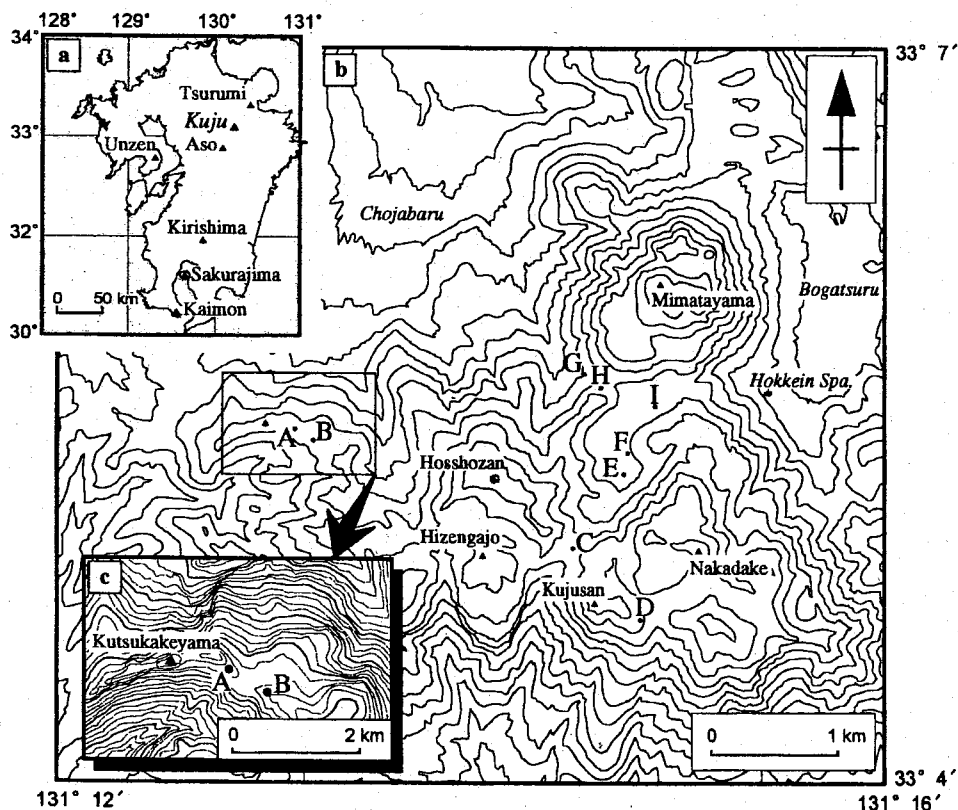 128° 129° 130° 131°
34°
33°
32°
30°
a
Tsurumi
Kuju
Aso
Unzen
Kirishima
Sakurajima
Kaimon
0 50 km
b
33° 7′
Chojabaru
Mimatayama
Bogatsuru
G
H
I
Hokkein Spa.
A B
F
E
Hosshozan
Hizengajo
C
Nakadake
Kujusan
D
c
Kutsukakeyama
A
B
0 2 km
0 1 km
33° 4′
131° 12′
131° 16′